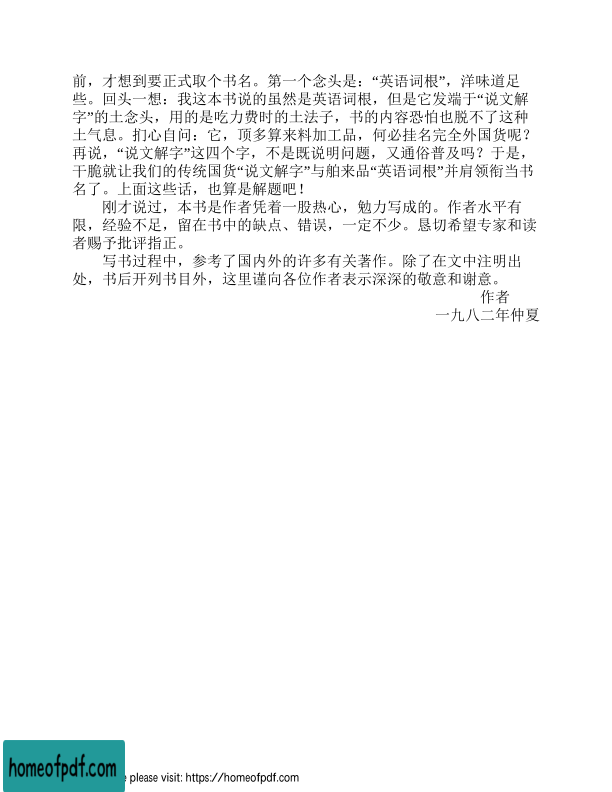 前，才想到要正式取个书名。第一个念头是：“英语词根”，洋味道足
些。回头一想：我这本书说的虽然是英语词根，但是它发端于“说文解
字”的土念头，用的是吃力费时的土法子，书的内容恐怕也脱不了这种
土气息。扪心自问：它，顶多算来料加工品，何必挂名完全外国货呢？
再说，“说文解字”这四个字，不是既说明问题，又通俗普及吗？于是，
干脆就让我们的传统国货“说文解字”与舶来品“英语词根”并肩领衔当书
名了。上面这些话，也算是解题吧！
刚才说过，本书是作者凭着一股热心，勉力写成的。作者水平有
限，经验不足，留在书中的缺点、错误，一定不少。恳切希望专家和读
者赐予批评指正。
写书过程中，参考了国内外的许多有关著作。除了在文中注明出
处，书后开列书目外，这里谨向各位作者表示深深的敬意和谢意。
作者
一九八二年仲夏
homeofpdf.com
e please visit: https://homeofpdf.com